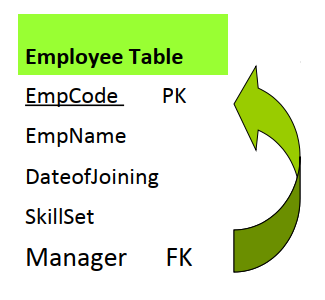 Employee Table
EmpCode PK
EmpName
DateofJoining
SkillSet
Manager FK